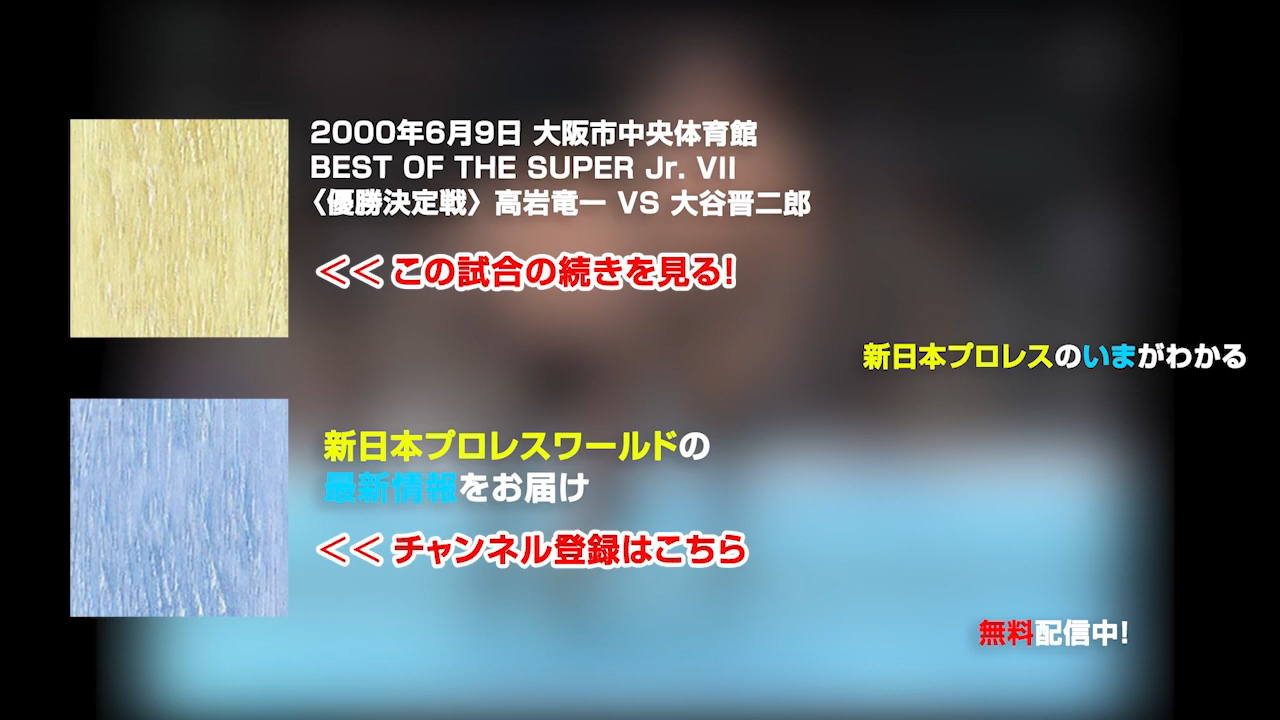 2000年6月9日 大阪市中央体育館
BEST OF THE SUPER Jr. VII
〈優勝決定戦〉高岩竜一 VS 大谷晋二郎
<< この試合の続きを見る!
新日本プロレスのいまがわかる
新日本プロレスワールドの
最新情報をお届け
<< チャンネル登録はこちら
無料配信中!